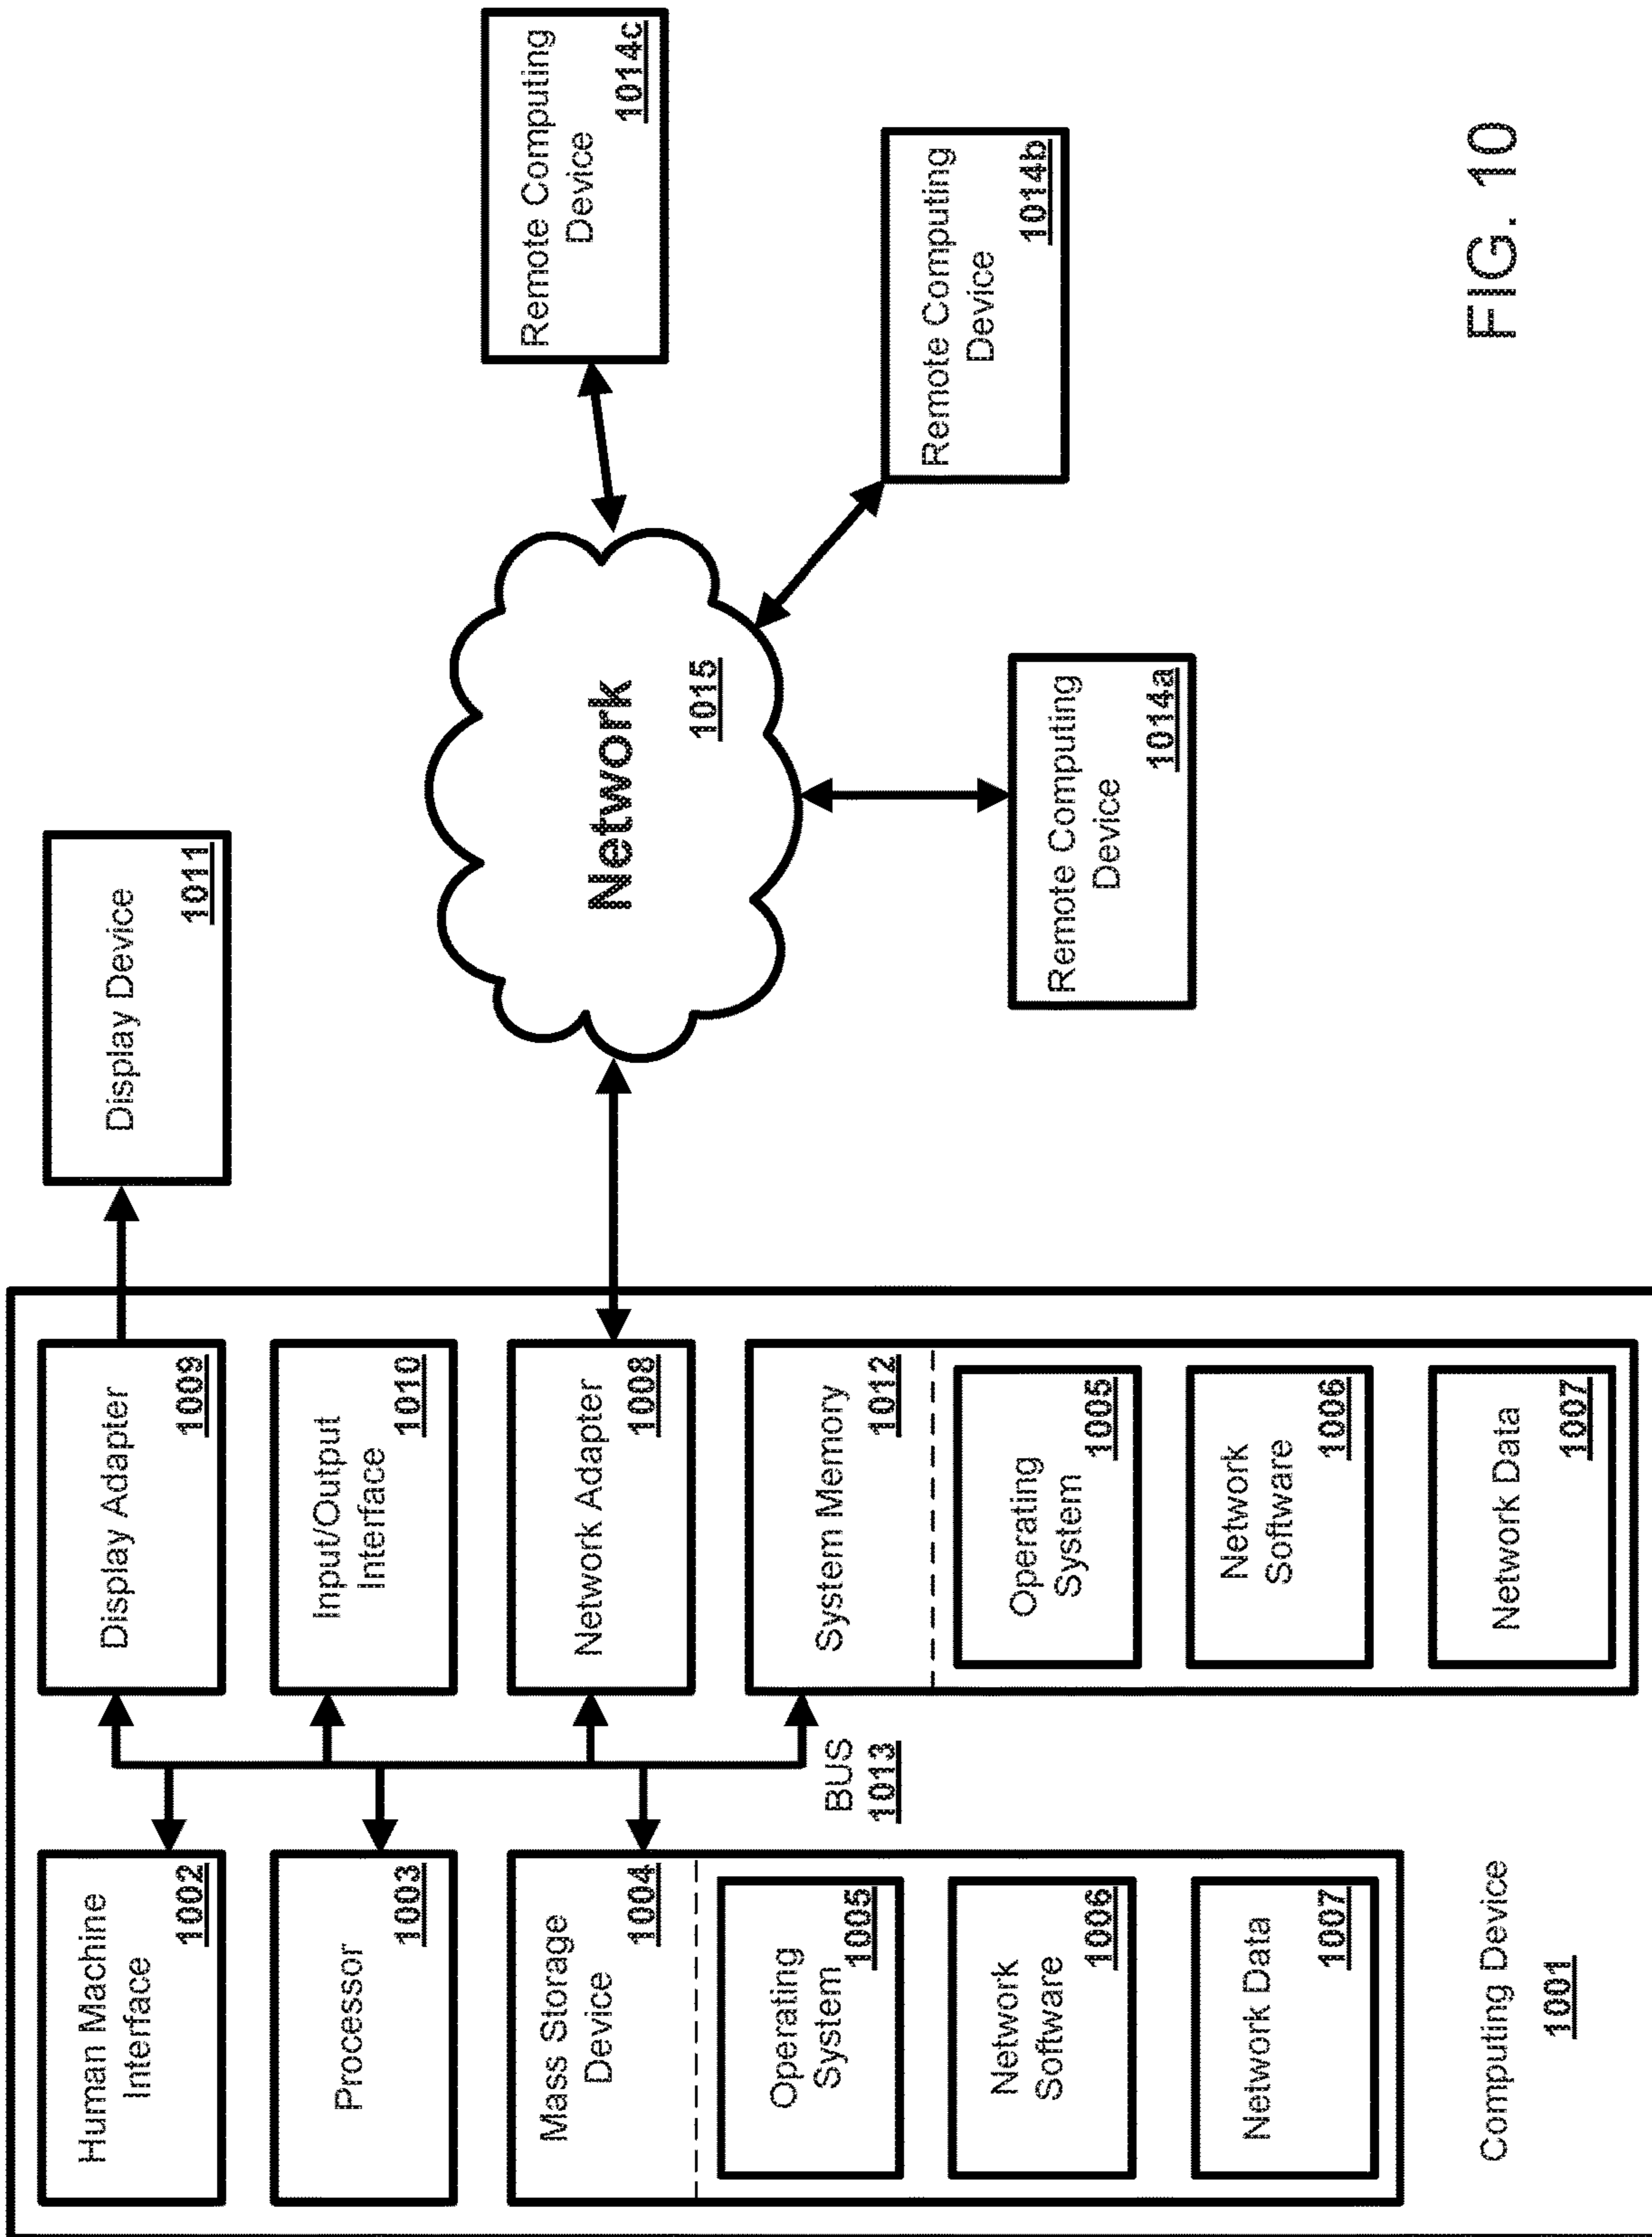 Human Machine
Interface
1002
Processor
1003
Mass Storage
Device
1004
Operating
System
1005
Network
Software
1006
Network Data
1007
Computing Device
1001
BUS
1013
Display Adapter
1009
Input/Output
Interface
1010
Network Adapter
1008
System Memory
1012
Operating
System
1005
Network
Software
1006
Network Data
1007
Display Device
1011
Network
1015
Remote Computing
Device
1014a
Remote Computing
Device
1014b
Remote Computing
Device
1014c
FIG. 10